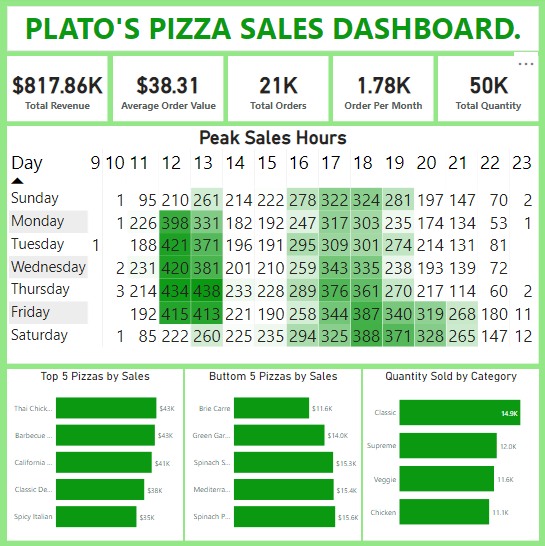 PLATO'S PIZZA SALES DASHBOARD.
...
$817.86K $38.31 21K 1.78K 50K
Total Revenue Average Order Value Total Orders Order Per Month Total Quantity
Peak Sales Hours
Day 9 10 11 12 13 14 15 16 17 18 19 20 21 22 23
Sunday 1 95 210 261 214 222 278 322 324 281 197 147 70 2
Monday 1 226 398 331 182 192 247 317 303 235 174 134 53 1
Tuesday 1 188 421 371 196 191 295 309 301 274 214 131 81
Wednesday 2 231 420 381 201 210 259 343 335 238 193 139 72
Thursday 3 214 434 438 233 228 289 376 361 270 217 114 60 2
Friday 192 415 413 221 190 258 344 387 340 319 268 180 11
Saturday 1 85 222 260 225 235 294 325 388 371 328 265 147 12
Top 5 Pizzas by Sales
Thai Chick... $43K
Barbecue ... $43K
California ... $41K
Classic De... $38K
Spicy Italian $35K
Buttom 5 Pizzas by Sales
Brie Carre $11.6K
Green Gar... $14.0K
Spinach S... $15.3K
Mediterra... $15.4K
Spinach P... $15.6K
Quantity Sold by Category
Classic 14.9K
Supreme 12.0K
Veggie 11.6K
Chicken 11.1K